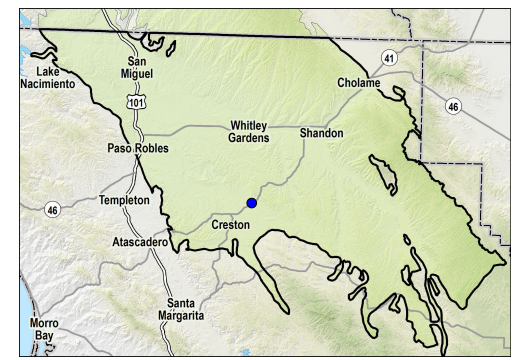 San
Miguel
41
Lake
Nacimiento
Cholame
101
46
Whitley
Gardens
Shandon
Paso Robles
Templeton
46
Creston
Atascadero
Santa
Margarita
Morro
Bay